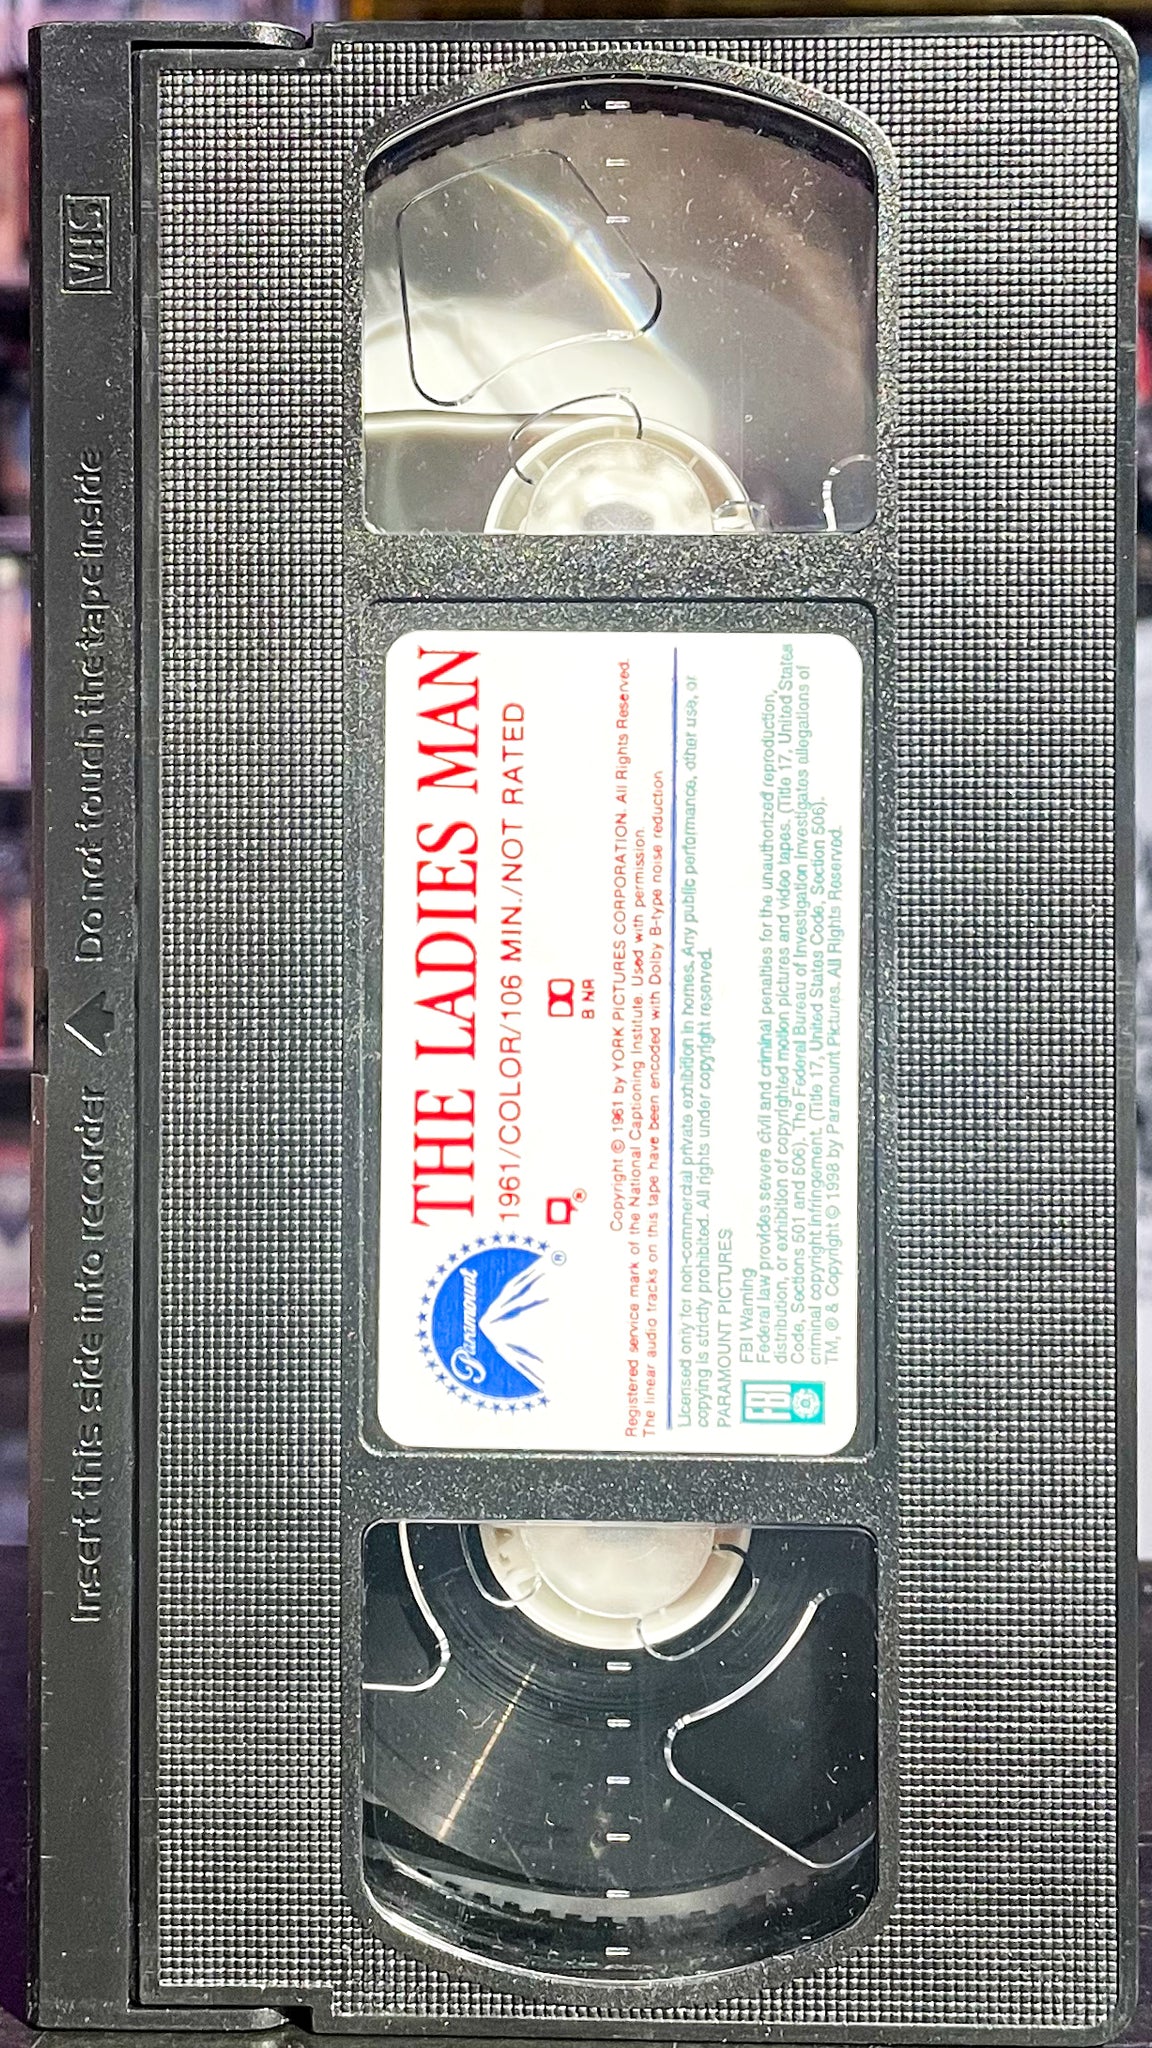 VHS
Insert this side into recorder
Do not touch the tape inside
Paramount
®
THE LADIES MAN
1961/COLOR/106 MIN./NOT RATED
®
B NR
Copyright © 1961 by YORK PICTURES CORPORATION. All Rights Reserved.
Registered service mark of the National Captioning Institute. Used with permission.
The linear audio tracks on this tape have been encoded with Dolby B-type noise reduction
Licensed only for non-commercial private exhibition in homes. Any public performance, other use, or
copying is strictly prohibited. All rights under copyright reserved.
PARAMOUNT PICTURES
FBI
FBI Warning
Federal law provides severe civil and criminal penalties for the unauthorized reproduction,
distribution, or exhibition of copyrighted motion pictures and video tapes. (Title 17, United States
Code, Sections 501 and 506). The Federal Bureau of Investigation investigates allegations of
criminal copyright infringement. (Title 17, United States Code, Section 506).
TM, ® & Copyright © 1998 by Paramount Pictures. All Rights Reserved.